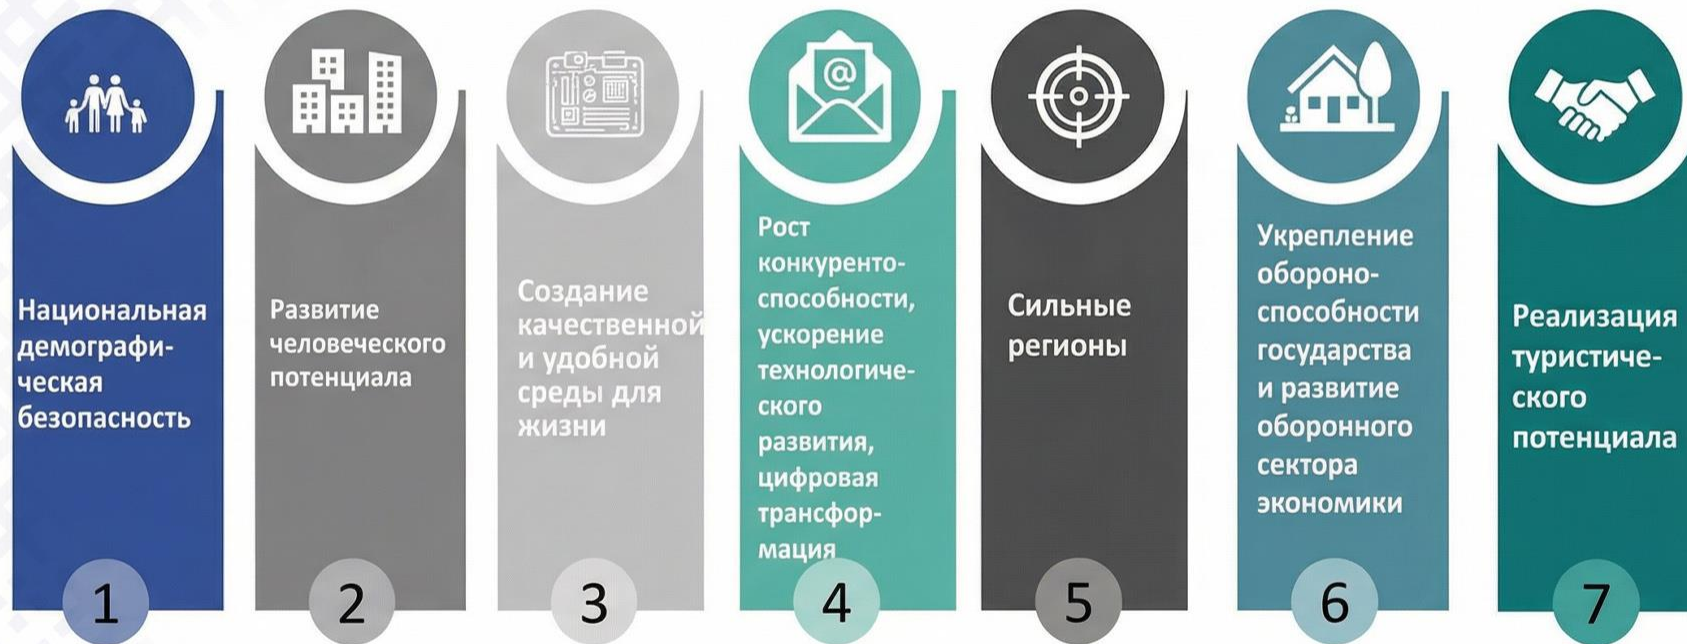 @
Национальная
демографи-
ческая
безопасность
1
Развитие
человеческого
потенциала
2
Создание
качественной
и удобной
среды для
жизни
3
Рост
конкуренто-
способности,
ускорение
технологиче-
ского
развития,
цифровая
трансфор-
мация
4
Сильные
регионы
5
Укрепление
обороно-
способности
государства
и развитие
оборонного
сектора
экономики
6
Реализация
туристиче-
ского
потенциала
7